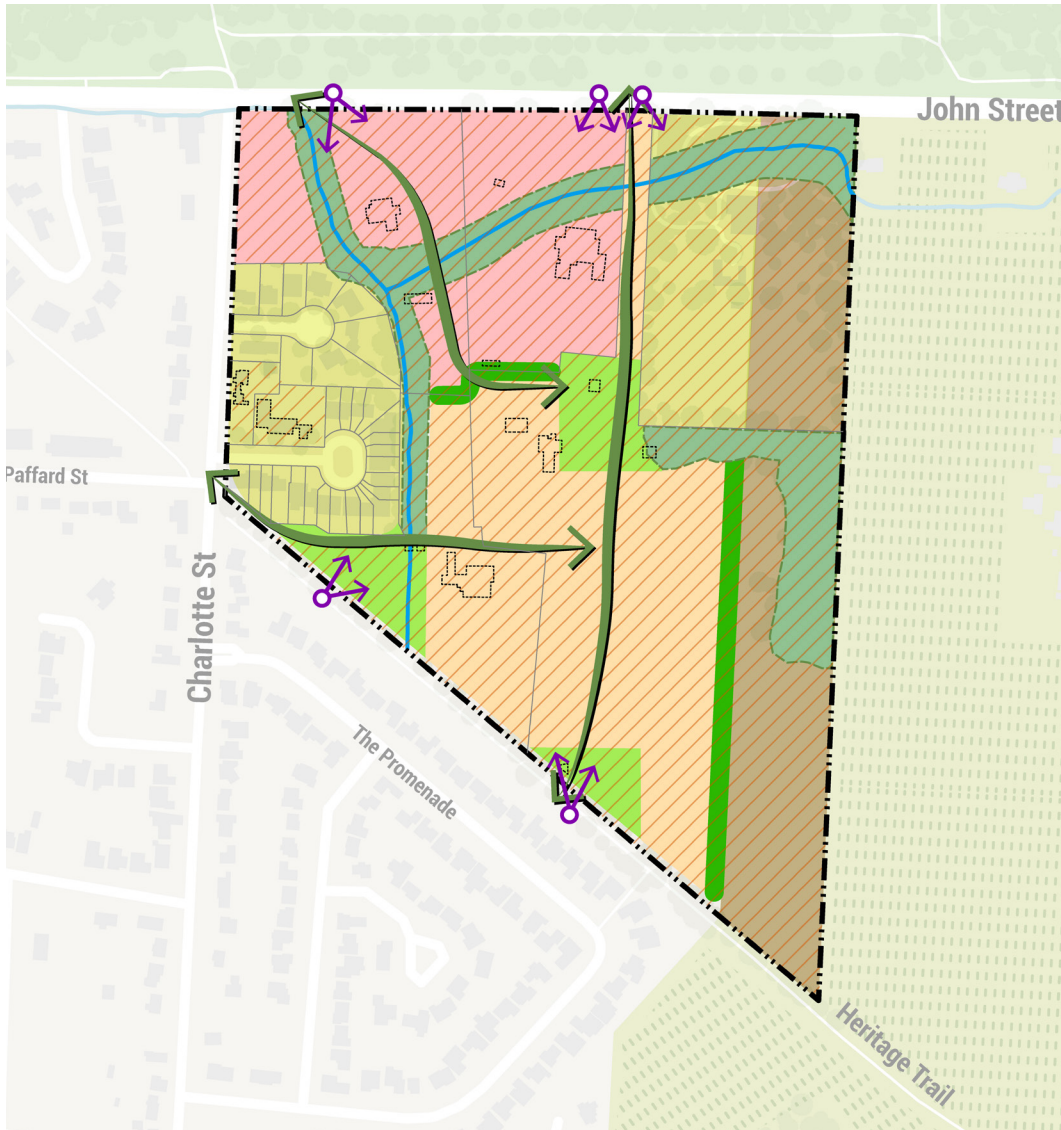 John Street
Paffard St
Charlotte St
The Promenade
Heritage Trail